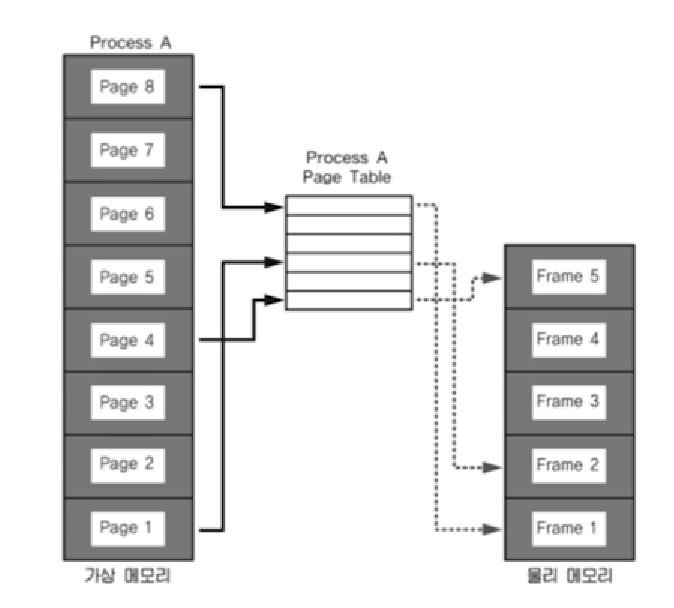 Process A
Page 8
Page 7
Page 6
Page 5
Page 4
Page 3
Page 2
Page 1
가상 메모리
Process A
Page Table
Frame 5
Frame 4
Frame 3
Frame 2
Frame 1
물리 메모리